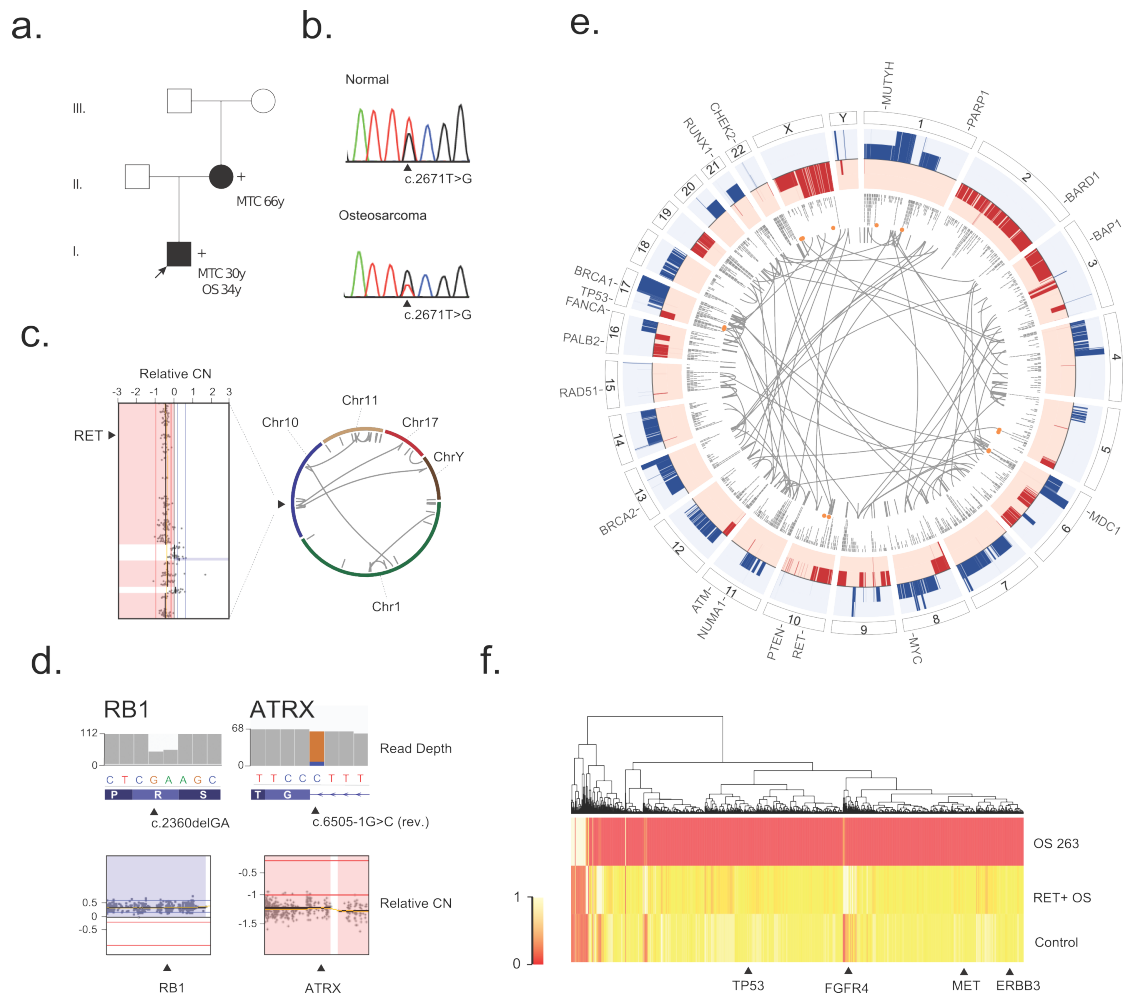 a.
III.
II.
+
MTC 66y
I.
+
MTC 30y
OS 34y
b.
Normal
c.2671T>G
Osteosarcoma
c.2671T>G
c.
Relative CN
-3 -2 -1 0 1 2 3
RET
Chr10
Chr11
Chr17
ChrY
Chr1
d.
RB1
ATRX
112
0
68
0
Read Depth
C T C G A A G C
T T C C C T T T
P R S
T G
c.2360delGA
c.6505-1G>C (rev.)
0.5
0
-0.5
-0.5
-1
-1.5
Relative CN
RB1
ATRX
e.
1
2
3
4
5
6
7
8
9
10
11
12
13
14
15
16
17
18
19
20
21
22
X
Y
-MUTYH
-PARP1
-BARD1
-BAP1
-MDC1
-MYC
RET-
PTEN-
NUMA1-
ATM-
BRCA2-
RAD51-
PALB2-
FANCA-
TP53-
BRCA1-
RUNX1-
CHEK2-
f.
OS 263
RET+ OS
Control
1
0
TP53
FGFR4
MET
ERBB3